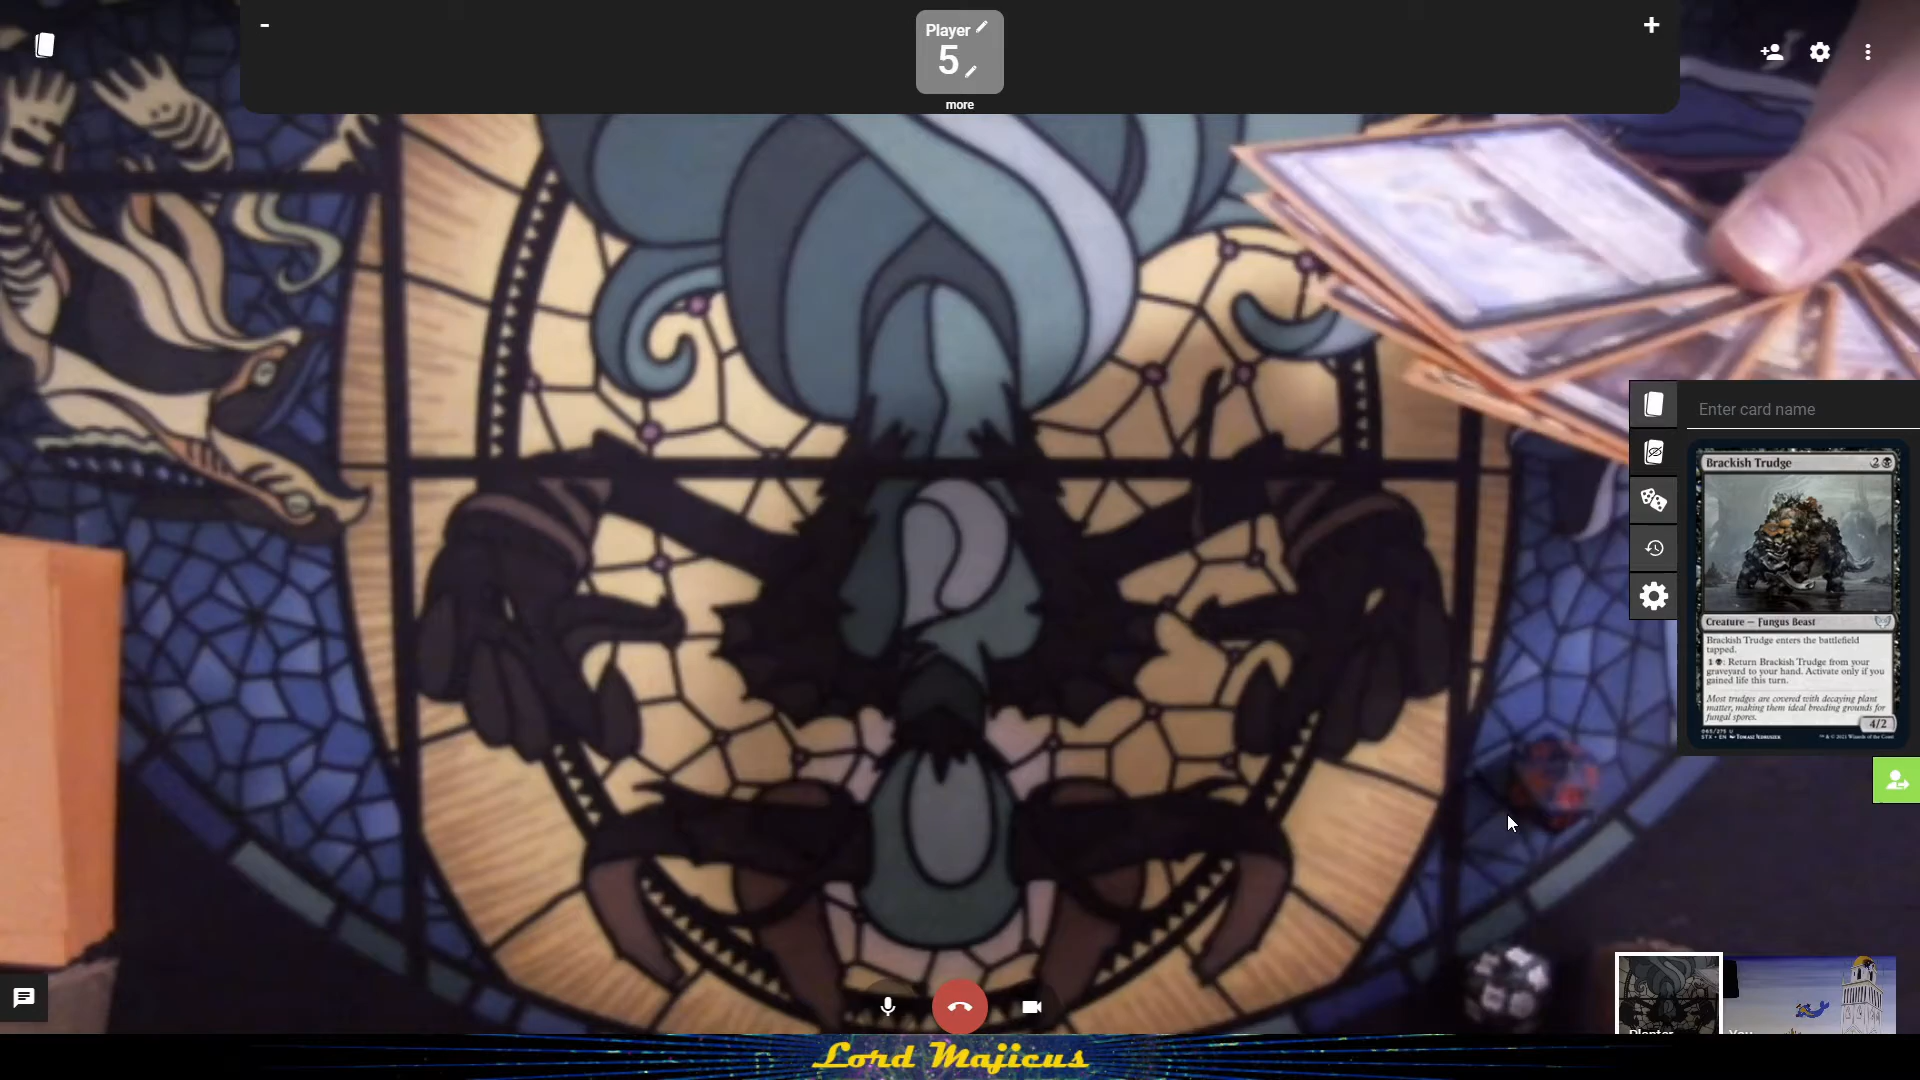 -
Player
5
+
more
Enter card name
Brackish Trudge 2
Creature — Fungus Beast
Brackish Trudge enters the battlefield
tapped.
1 : Return Brackish Trudge from your
graveyard to your hand. Activate only if you
gained life this turn.
Most trudges are covered with decaying plant
matter, making them ideal breeding grounds for
fungal spores.
4/2
Lord Majicus